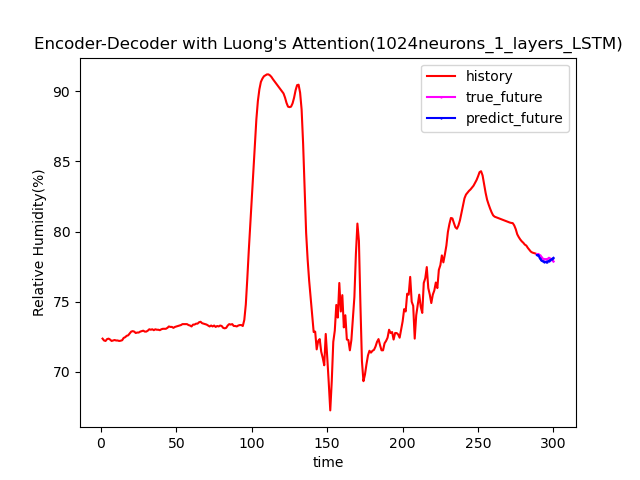 Encoder-Decoder with Luong's Attention(1024neurons_1_layers_LSTM)
history
true_future
predict_future
Relative Humidity(%)
90
85
80
75
70
0 50 100 150 200 250 300
time